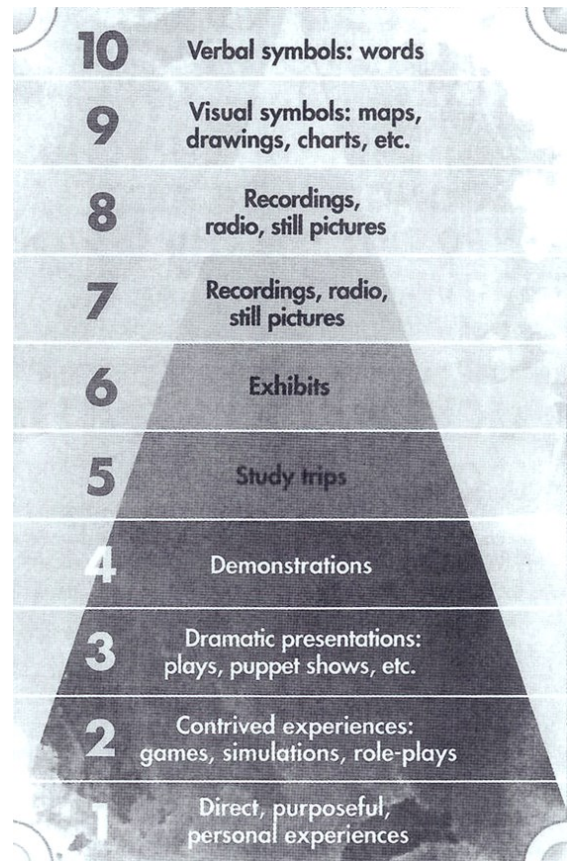 10 Verbal symbols: words
9 Visual symbols: maps,
drawings, charts, etc.
8 Recordings,
radio, still pictures
7 Recordings, radio,
still pictures
6 Exhibits
5 Study trips
4 Demonstrations
3 Dramatic presentations:
plays, puppet shows, etc.
2 Contrived experiences:
games, simulations, role-plays
1 Direct, purposeful,
personal experiences